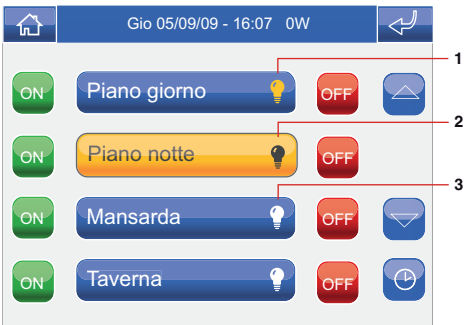 Gio 05/09/09 - 16:07 0W
1
ON Piano giorno OFF
2
ON Piano notte OFF
3
ON Mansarda OFF
ON Taverna OFF